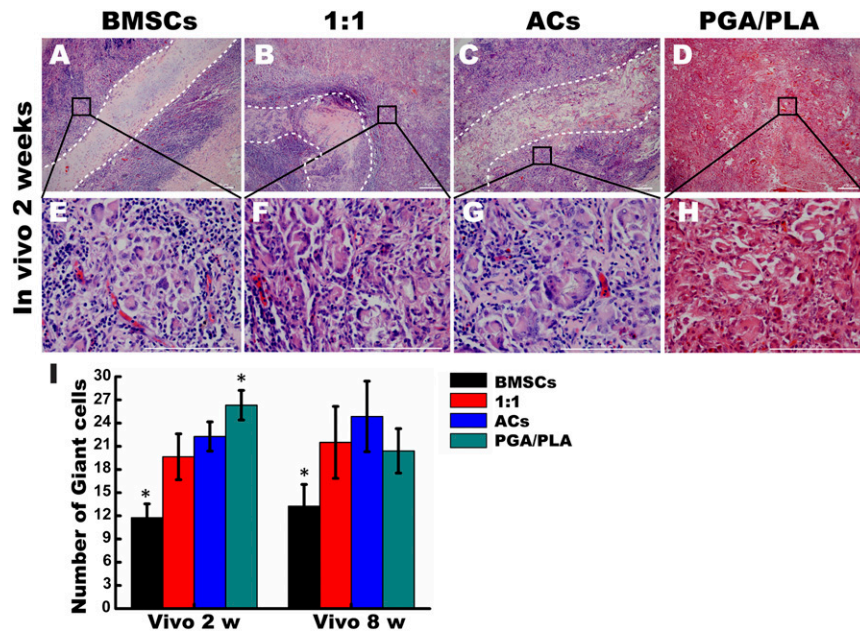 BMSCs 1:1 ACs PGA/PLA
In vivo 2 weeks
A B C D
E F G H
I
Number of Giant cells
30
27
24
21
18
15
12
9
6
3
0
* * *
Vivo 2 w Vivo 8 w
BMSCs
1:1
ACs
PGA/PLA